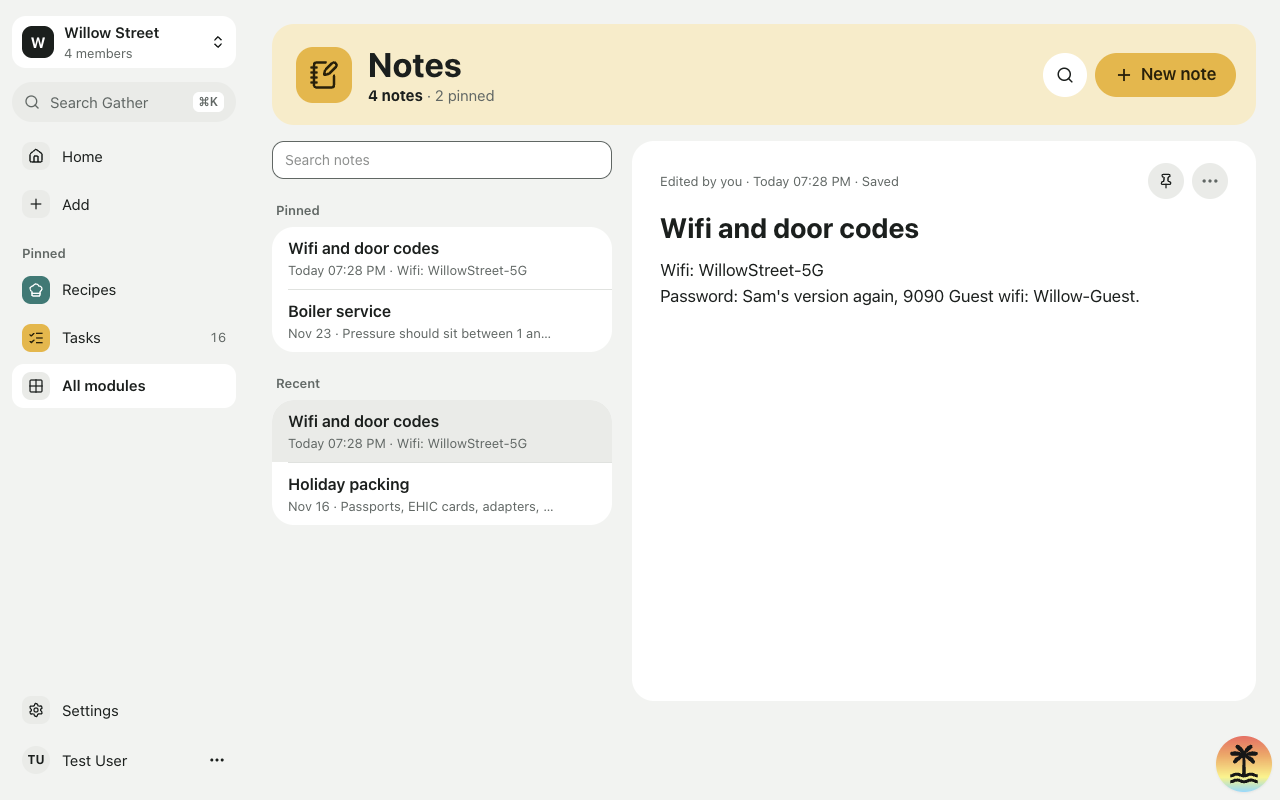 W
Willow Street
4 members
Search Gather
⌘K
Home
Add
Pinned
Recipes
Tasks
16
All modules
Settings
TU
Test User
Notes
4 notes · 2 pinned
New note
Search notes
Pinned
Wifi and door codes
Today 07:28 PM · Wifi: WillowStreet-5G
Boiler service
Nov 23 · Pressure should sit between 1 an...
Recent
Wifi and door codes
Today 07:28 PM · Wifi: WillowStreet-5G
Holiday packing
Nov 16 · Passports, EHIC cards, adapters, ...
Edited by you · Today 07:28 PM · Saved
Wifi and door codes
Wifi: WillowStreet-5G
Password: Sam's version again, 9090 Guest wifi: Willow-Guest.